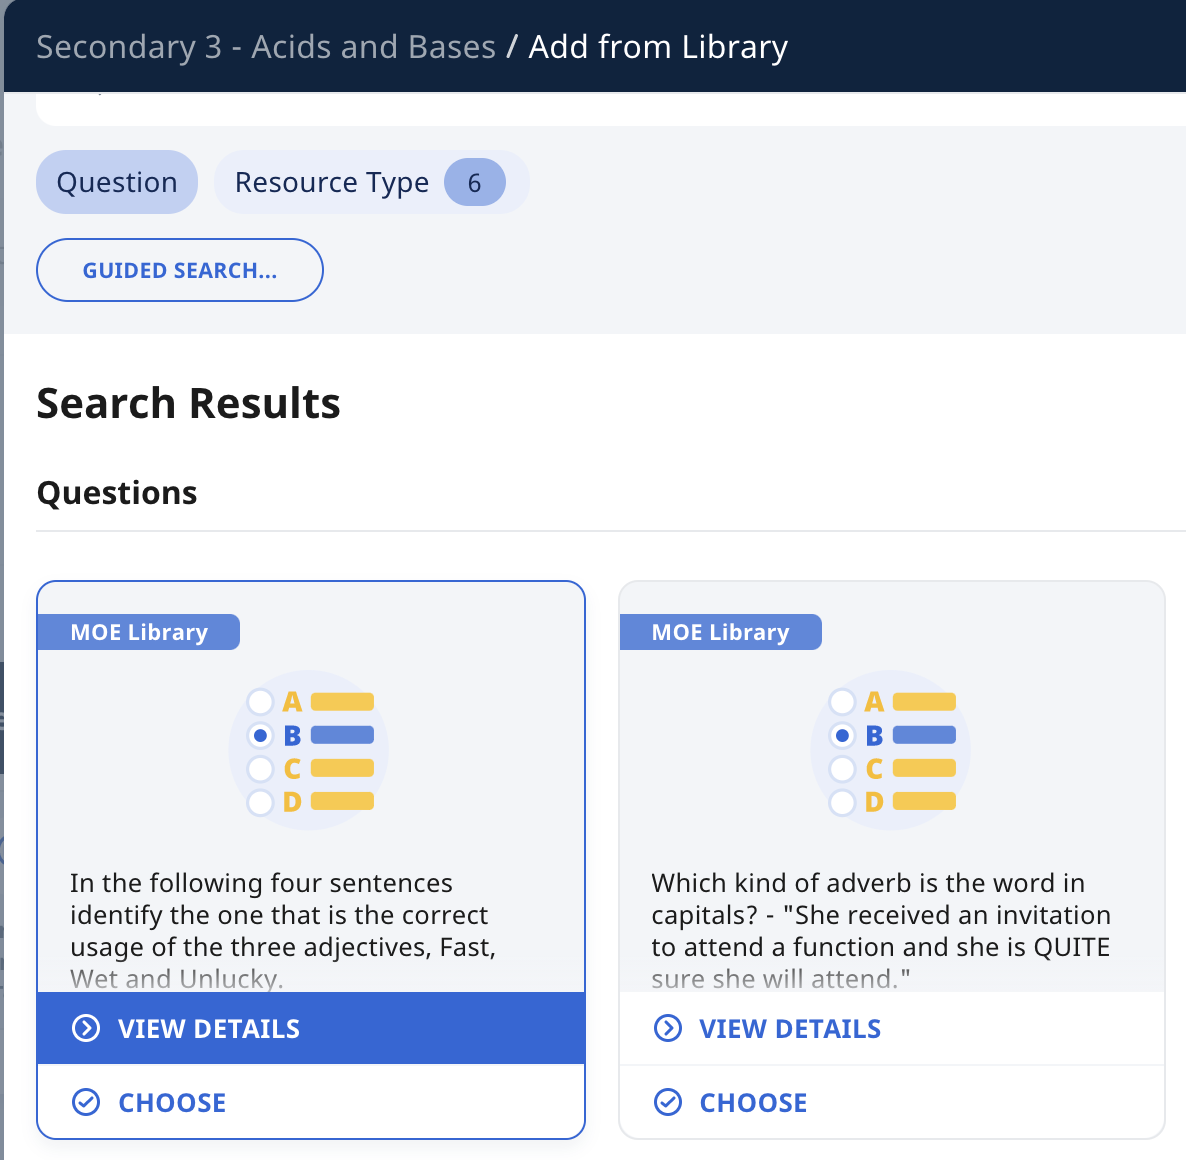 Secondary 3 - Acids and Bases / Add from Library
Question
Resource Type 6
GUIDED SEARCH...
Search Results
Questions
MOE Library
A
B
C
D
In the following four sentences
identify the one that is the correct
usage of the three adjectives, Fast,
Wet and Unlucky.
VIEW DETAILS
CHOOSE
MOE Library
A
B
C
D
Which kind of adverb is the word in
capitals? - "She received an invitation
to attend a function and she is QUITE
sure she will attend."
VIEW DETAILS
CHOOSE